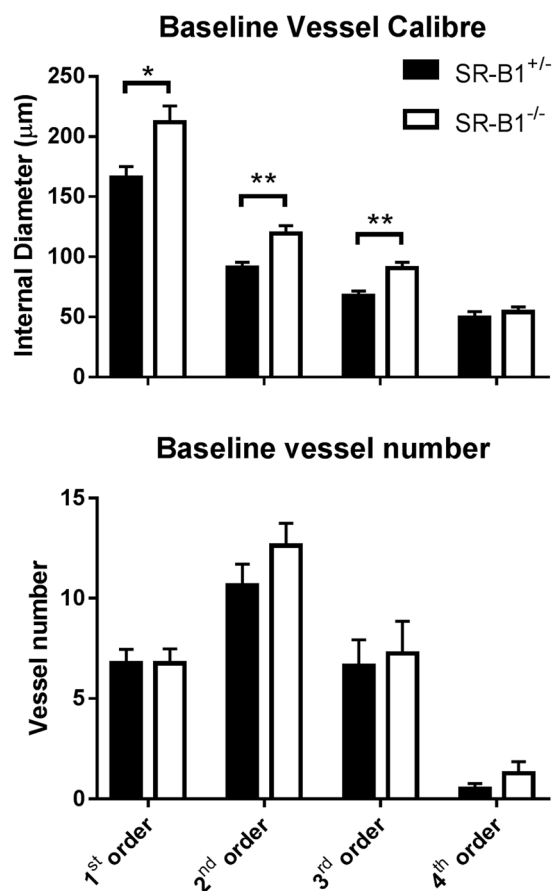 Baseline Vessel Calibre
Internal Diameter (μm)
250
200
150
100
50
0
*
**
**
SR-B1+/-
SR-B1-/-
Baseline vessel number
Vessel number
15
10
5
0
1st order
2nd order
3rd order
4th order